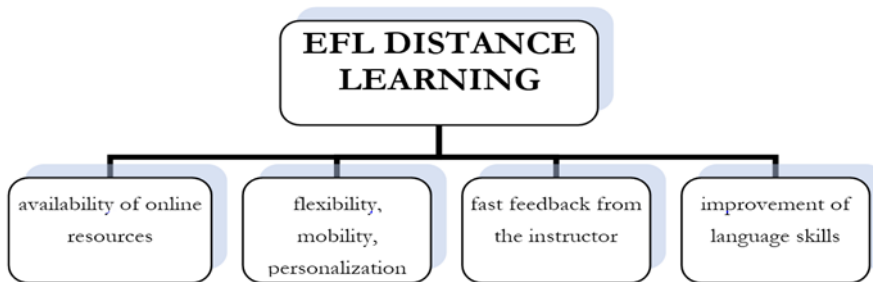 EFL DISTANCE
LEARNING
availability of online
resources
flexibility,
mobility,
personalization
fast feedback from
the instructor
improvement of
language skills